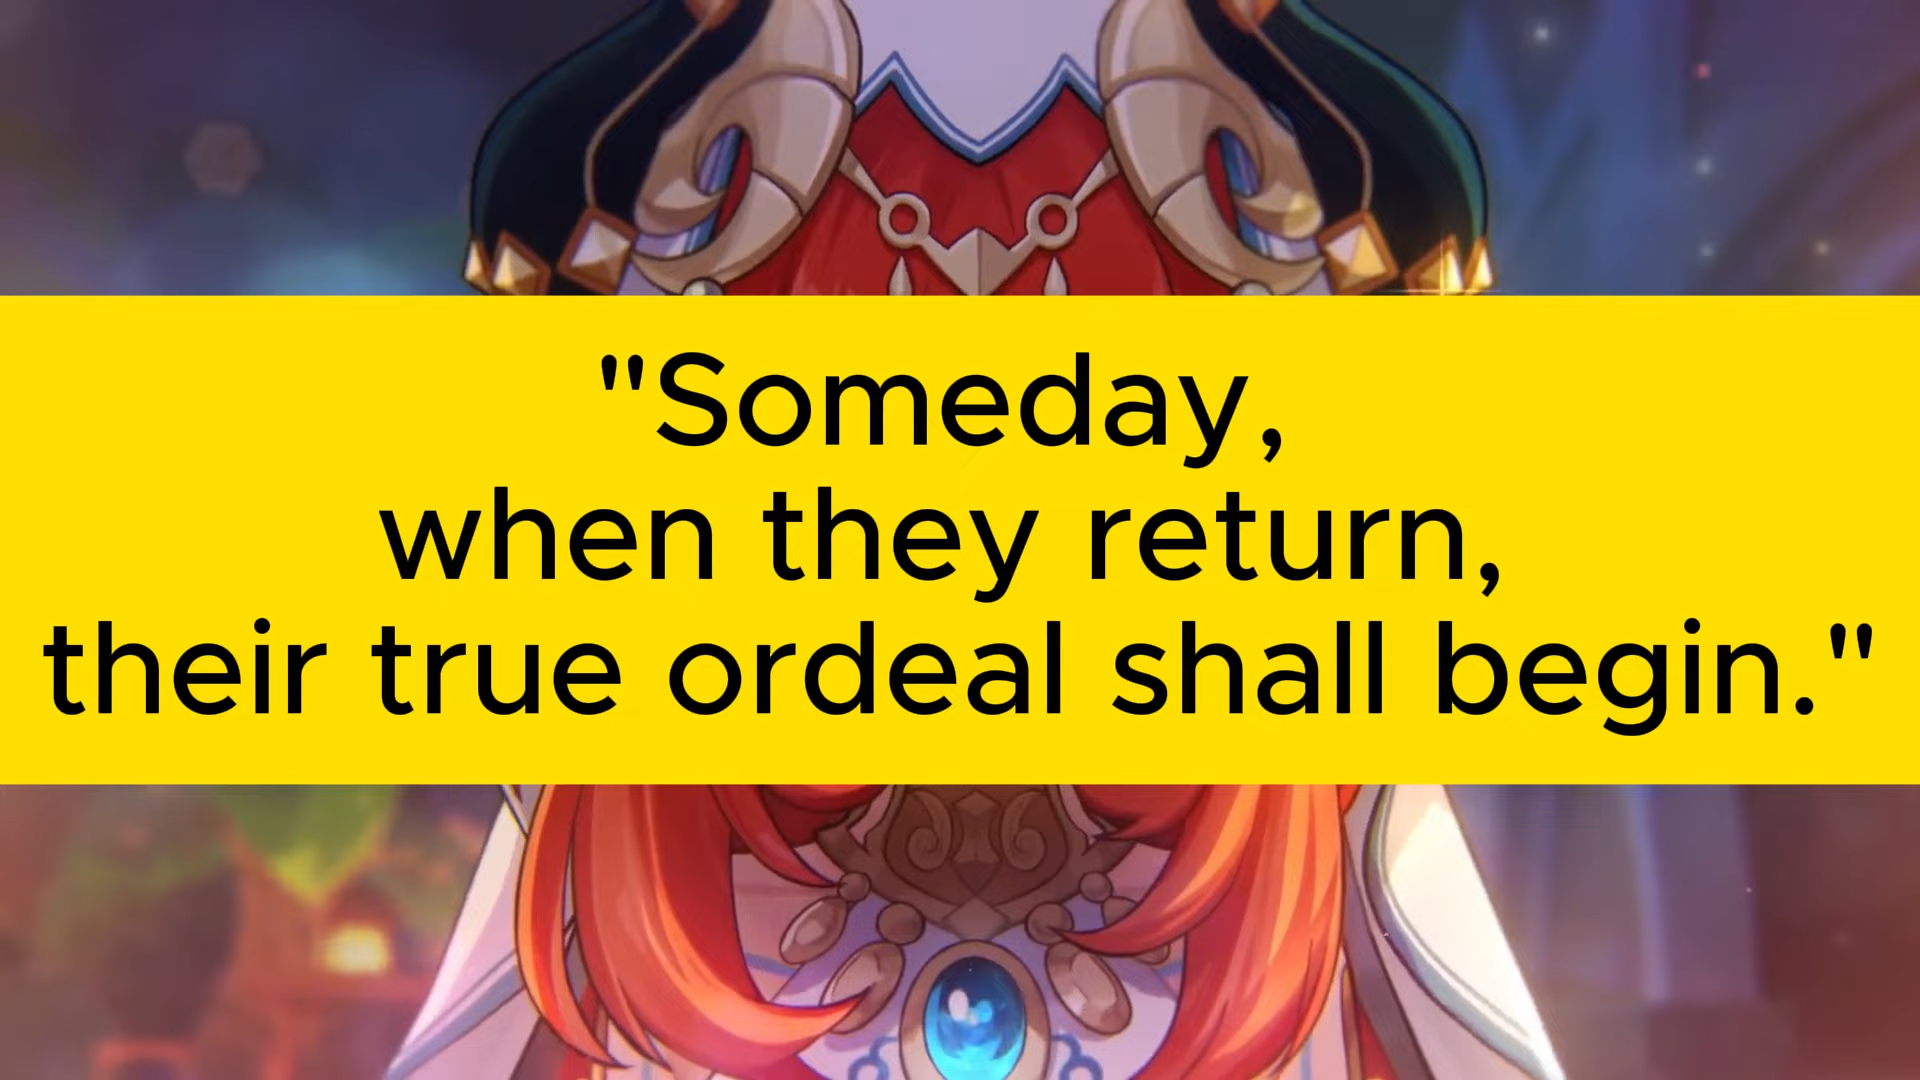 "Someday,
when they return,
their true ordeal shall begin."